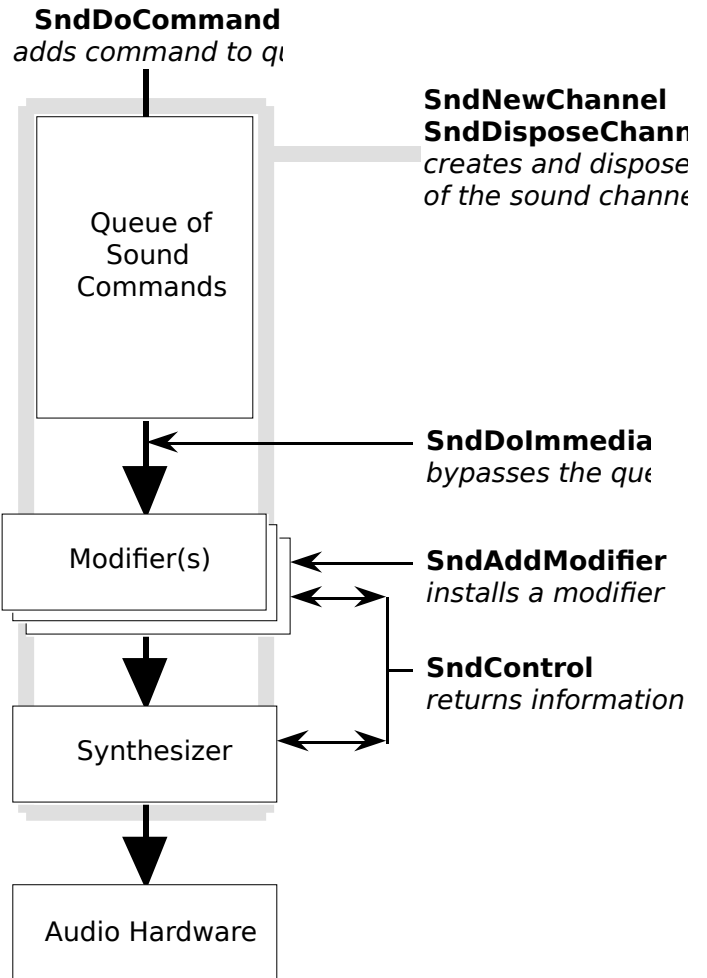 SndDoCommand
adds command to qu
SndNewChannel
SndDisposeChann
creates and dispose
of the sound channe
Queue of
Sound
Commands
SndDoImmedia
bypasses the que
Modifier(s)
SndAddModifier
installs a modifier
SndControl
returns information
Synthesizer
Audio Hardware